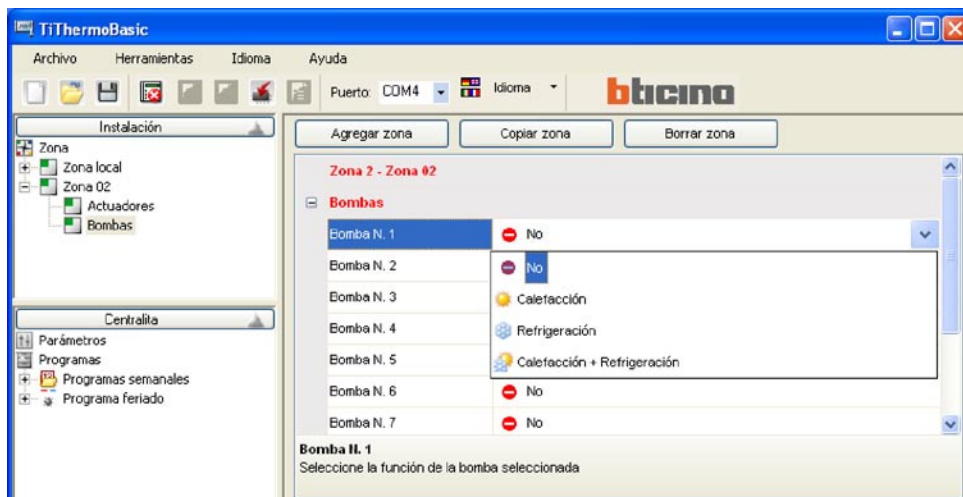 TiThermoBasic
Archivo Herramientas Idioma Ayuda
Puerto: COM4 Idioma bticino
Instalación
Zona
Zona local
Zona 02
Actuadores
Bombas
Centralita
Parámetros
Programas
Programas semanales
Programa feriado
Agregar zona Copiar zona Borrar zona
Zona 2 - Zona 02
Bombas
Bomba N. 1 No
Bomba N. 2 No
Bomba N. 3 Calefacción
Bomba N. 4 Refrigeración
Bomba N. 5 Calefacción + Refrigeración
Bomba N. 6 No
Bomba N. 7 No
Bomba N. 1
Seleccione la función de la bomba seleccionada